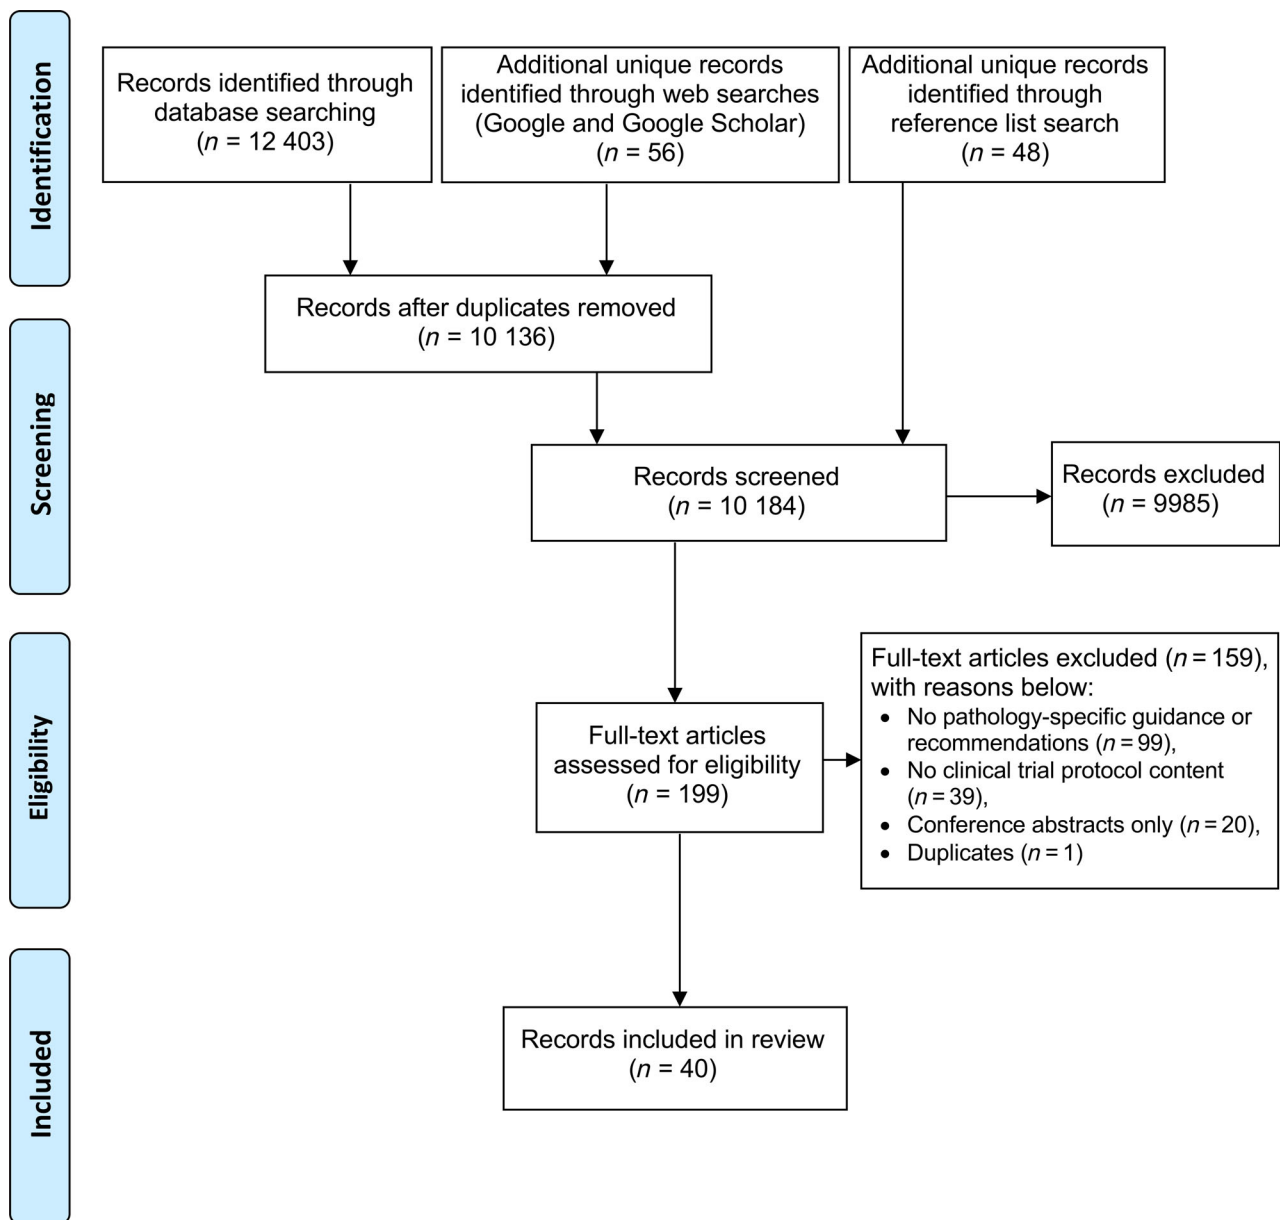 Identification
Records identified through
database searching
(n = 12 403)
Additional unique records
identified through web searches
(Google and Google Scholar)
(n = 56)
Additional unique records
identified through
reference list search
(n = 48)
Records after duplicates removed
(n = 10 136)
Screening
Records screened
(n = 10 184)
Records excluded
(n = 9985)
Eligibility
Full-text articles
assessed for eligibility
(n = 199)
Full-text articles excluded (n = 159),
with reasons below:
• No pathology-specific guidance or
recommendations (n = 99),
• No clinical trial protocol content
(n = 39),
• Conference abstracts only (n = 20),
• Duplicates (n = 1)
Included
Records included in review
(n = 40)